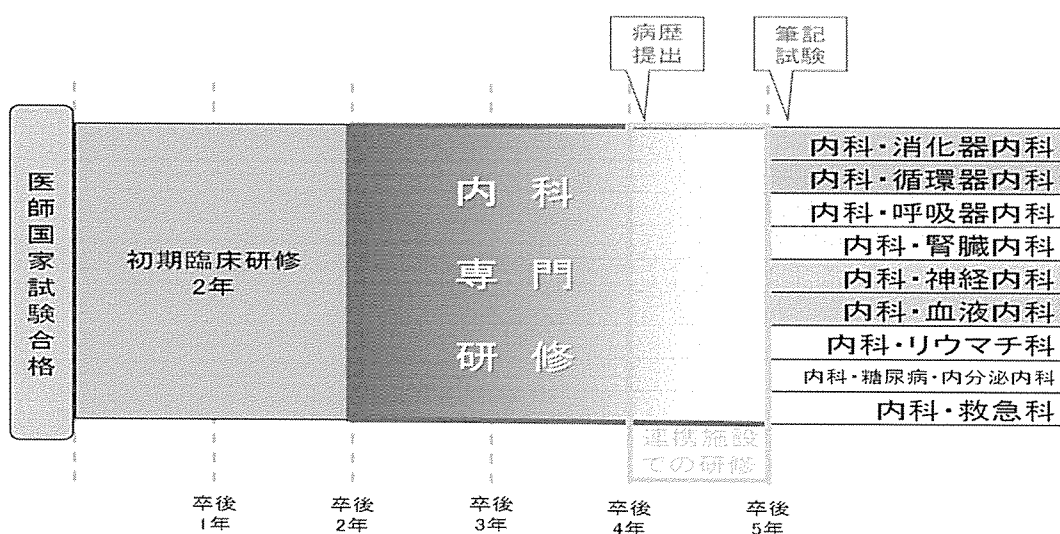 病歴
提出
筆記
試験
医師国家試験合格
初期臨床研修
2年
内科
専門
研修
内科・消化器内科
内科・循環器内科
内科・呼吸器内科
内科・腎臓内科
内科・神経内科
内科・血液内科
内科・リウマチ科
内科・糖尿病・内分泌内科
内科・救急科
連携施設
での研修
卒後
1年
卒後
2年
卒後
3年
卒後
4年
卒後
5年